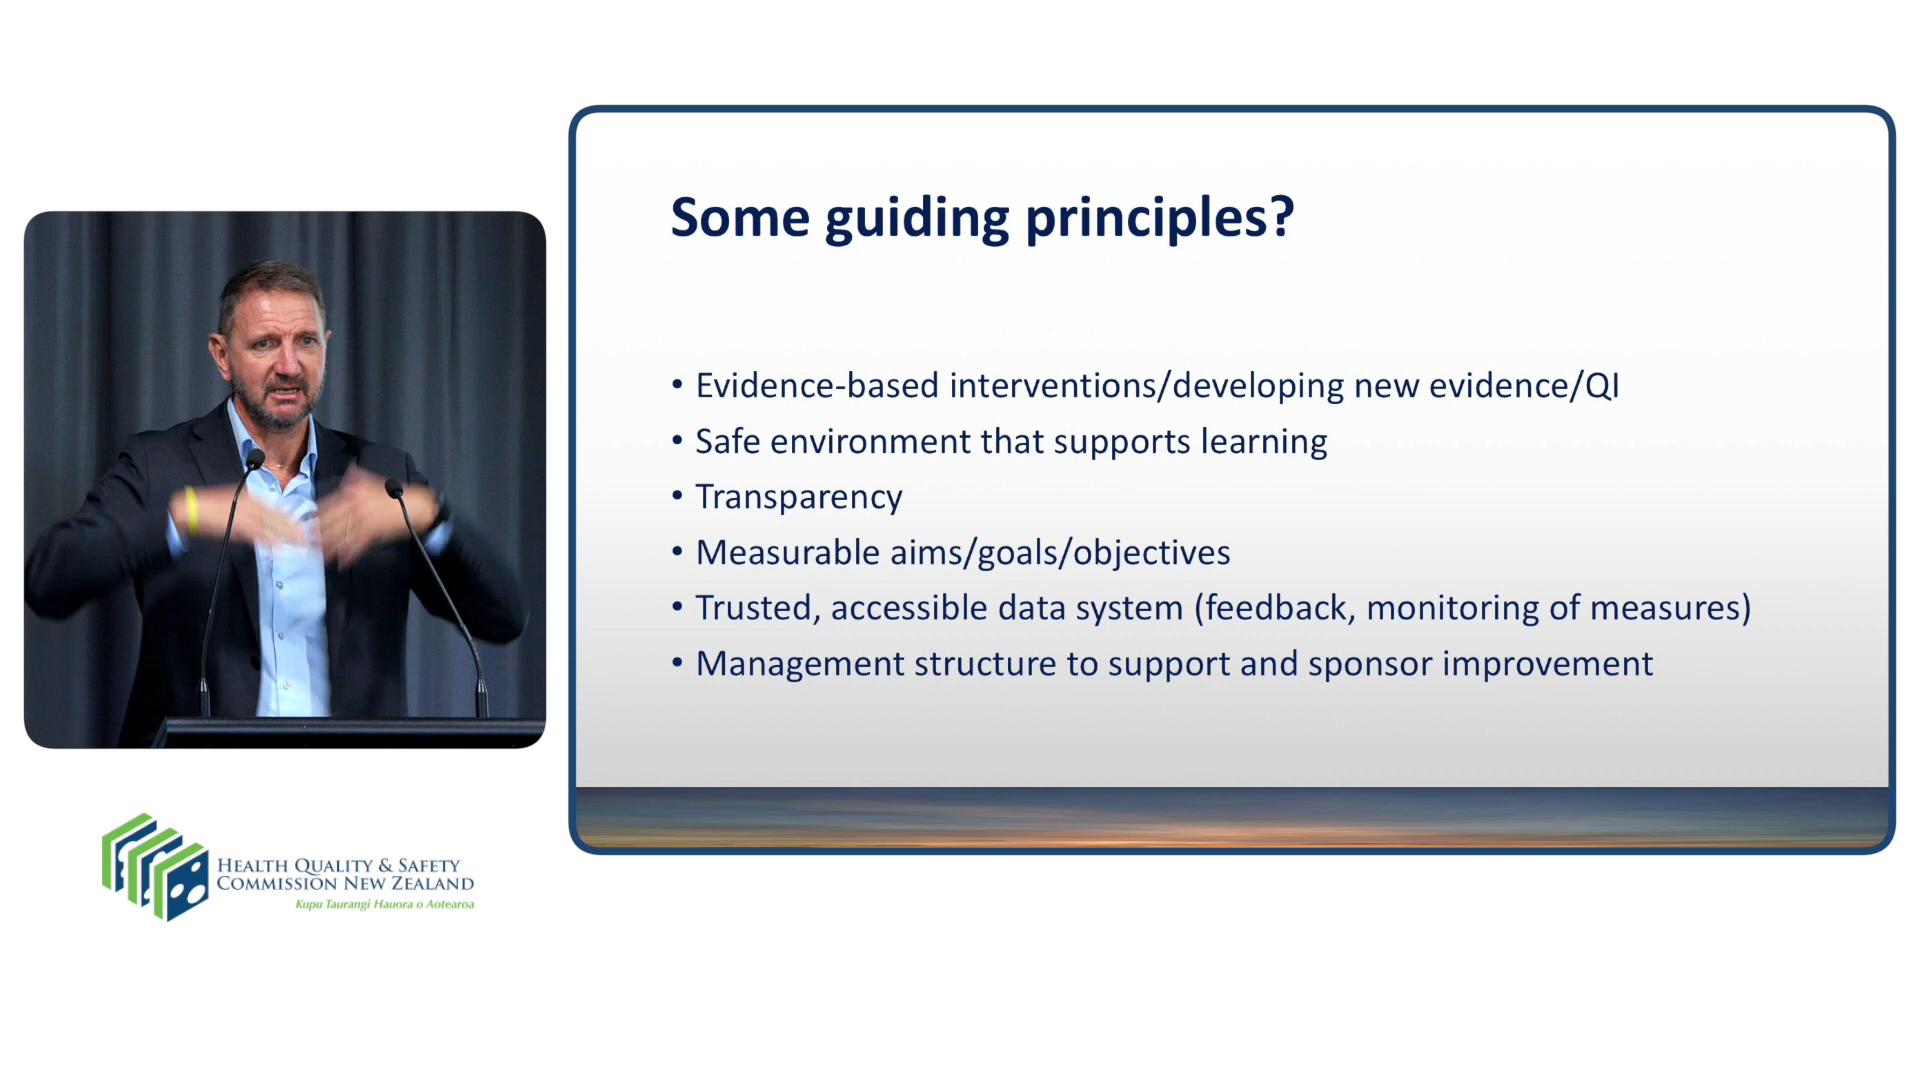 Some guiding principles?
• Evidence-based interventions/developing new evidence/QI
• Safe environment that supports learning
• Transparency
• Measurable aims/goals/objectives
• Trusted, accessible data system (feedback, monitoring of measures)
• Management structure to support and sponsor improvement
HEALTH QUALITY & SAFETY
COMMISSION NEW ZEALAND
Kupu Taurangi Hauora o Aotearoa